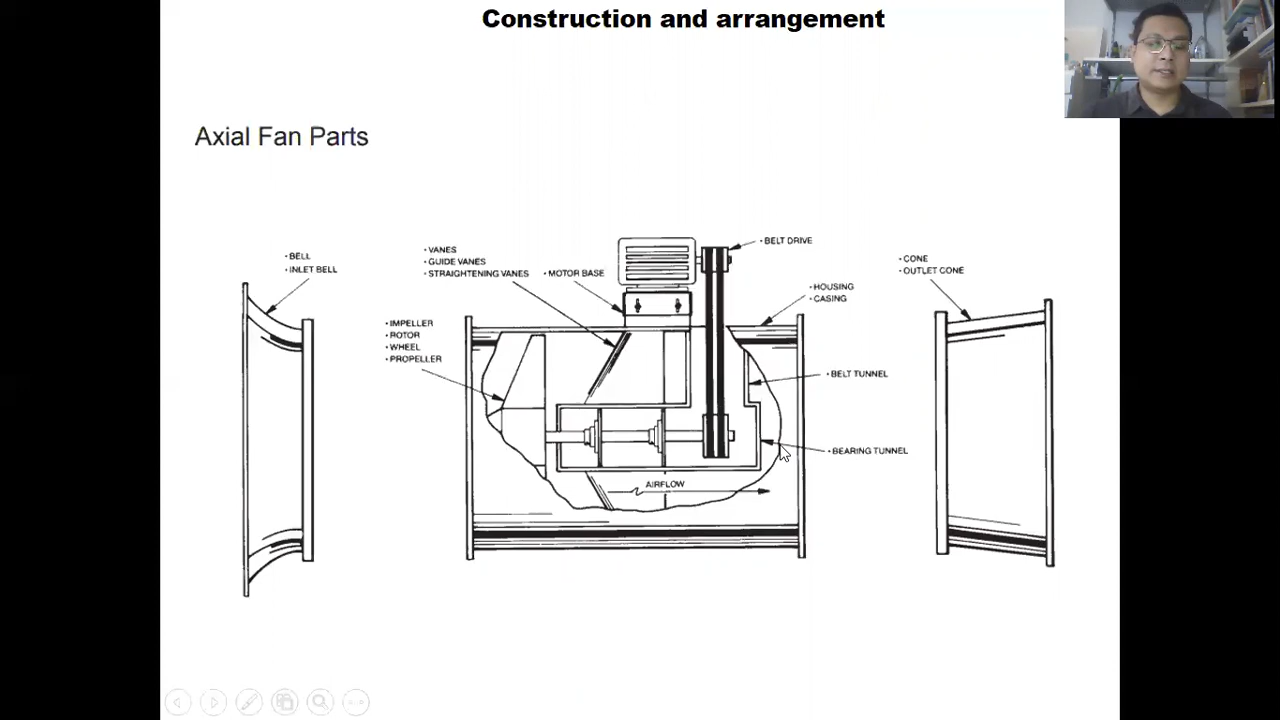 Construction and arrangement
Axial Fan Parts
• BELL
• INLET BELL
• VANES
• GUIDE VANES
• STRAIGHTENING VANES
• MOTOR BASE
• BELT DRIVE
• CONE
• OUTLET CONE
• HOUSING
• CASING
• IMPELLER
• ROTOR
• WHEEL
• PROPELLER
• BELT TUNNEL
• BEARING TUNNEL
AIRFLOW